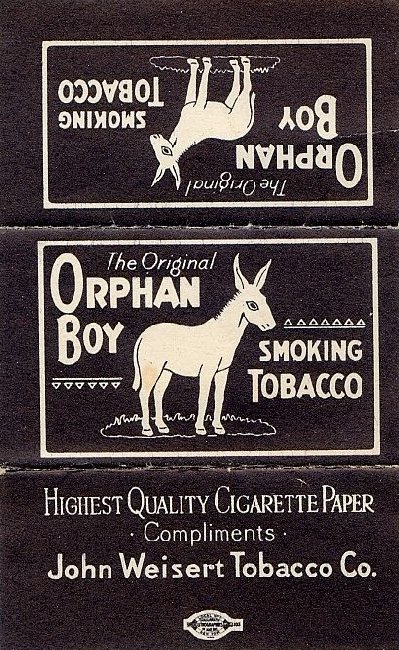 The Original
ORPHAN
BOY
SMOKING
TOBACCO
The Original
ORPHAN
BOY
SMOKING
TOBACCO
HIGHEST QUALITY CIGARETTE PAPER
· Compliments ·
John Weisert Tobacco Co.